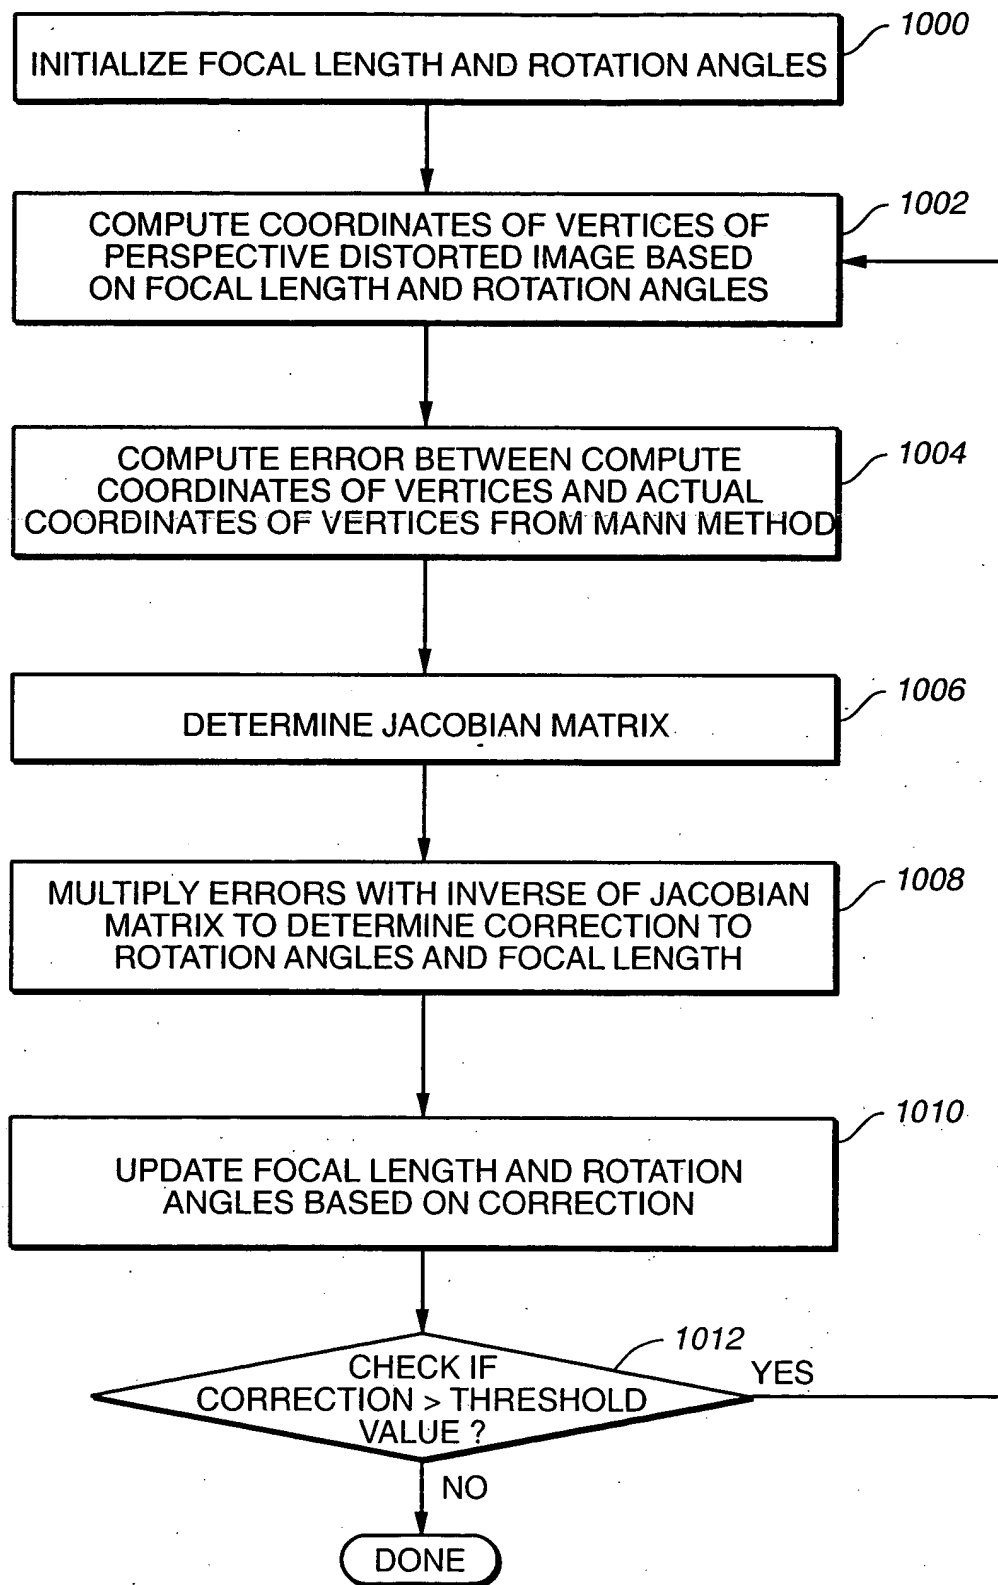 1000
INITIALIZE FOCAL LENGTH AND ROTATION ANGLES
1002
COMPUTE COORDINATES OF VERTICES OF
PERSPECTIVE DISTORTED IMAGE BASED
ON FOCAL LENGTH AND ROTATION ANGLES
1004
COMPUTE ERROR BETWEEN COMPUTE
COORDINATES OF VERTICES AND ACTUAL
COORDINATES OF VERTICES FROM MANN METHOD
1006
DETERMINE JACOBIAN MATRIX
1008
MULTIPLY ERRORS WITH INVERSE OF JACOBIAN
MATRIX TO DETERMINE CORRECTION TO
ROTATION ANGLES AND FOCAL LENGTH
1010
UPDATE FOCAL LENGTH AND ROTATION
ANGLES BASED ON CORRECTION
1012
CHECK IF
CORRECTION > THRESHOLD
VALUE ?
YES
NO
DONE